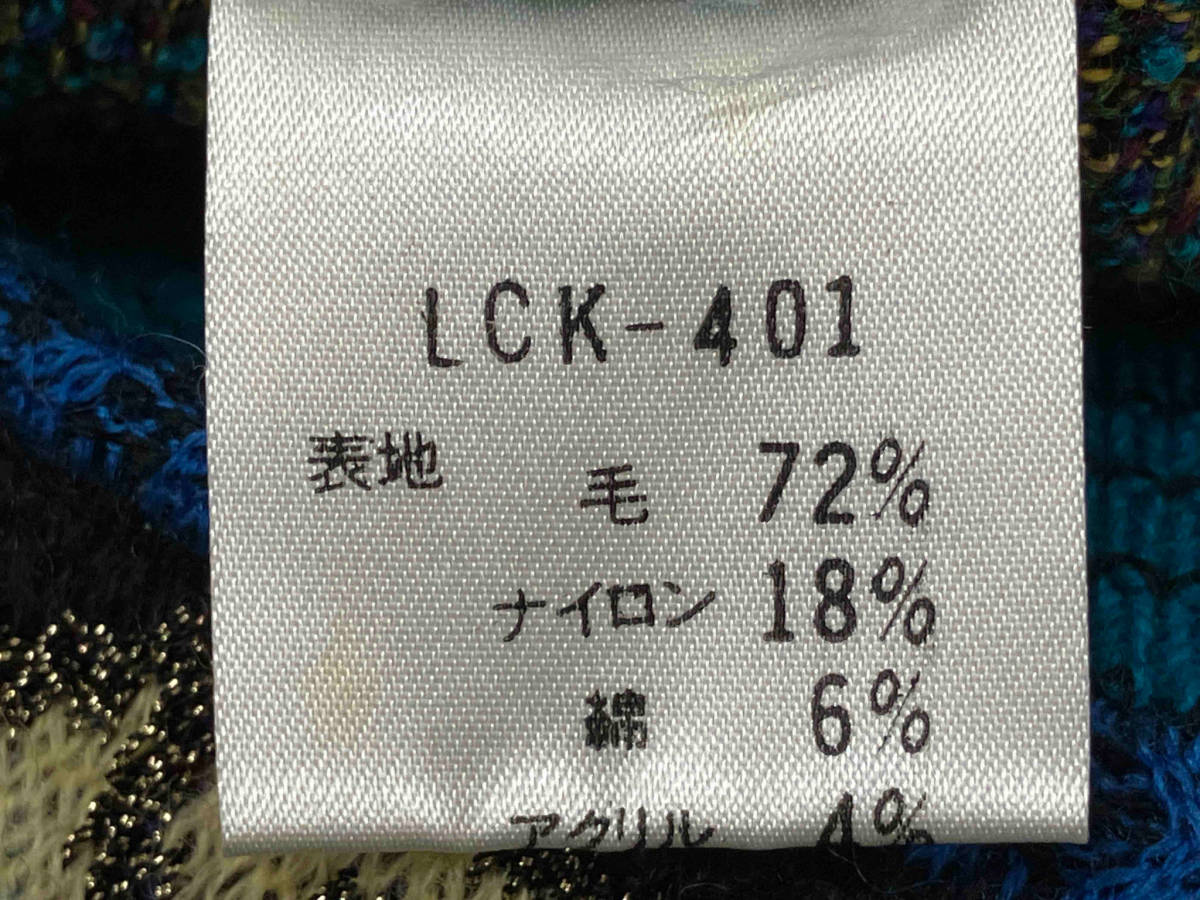 LCK-401
表地 毛 72%
ナイロン 18%
綿 6%
アクリル 4%